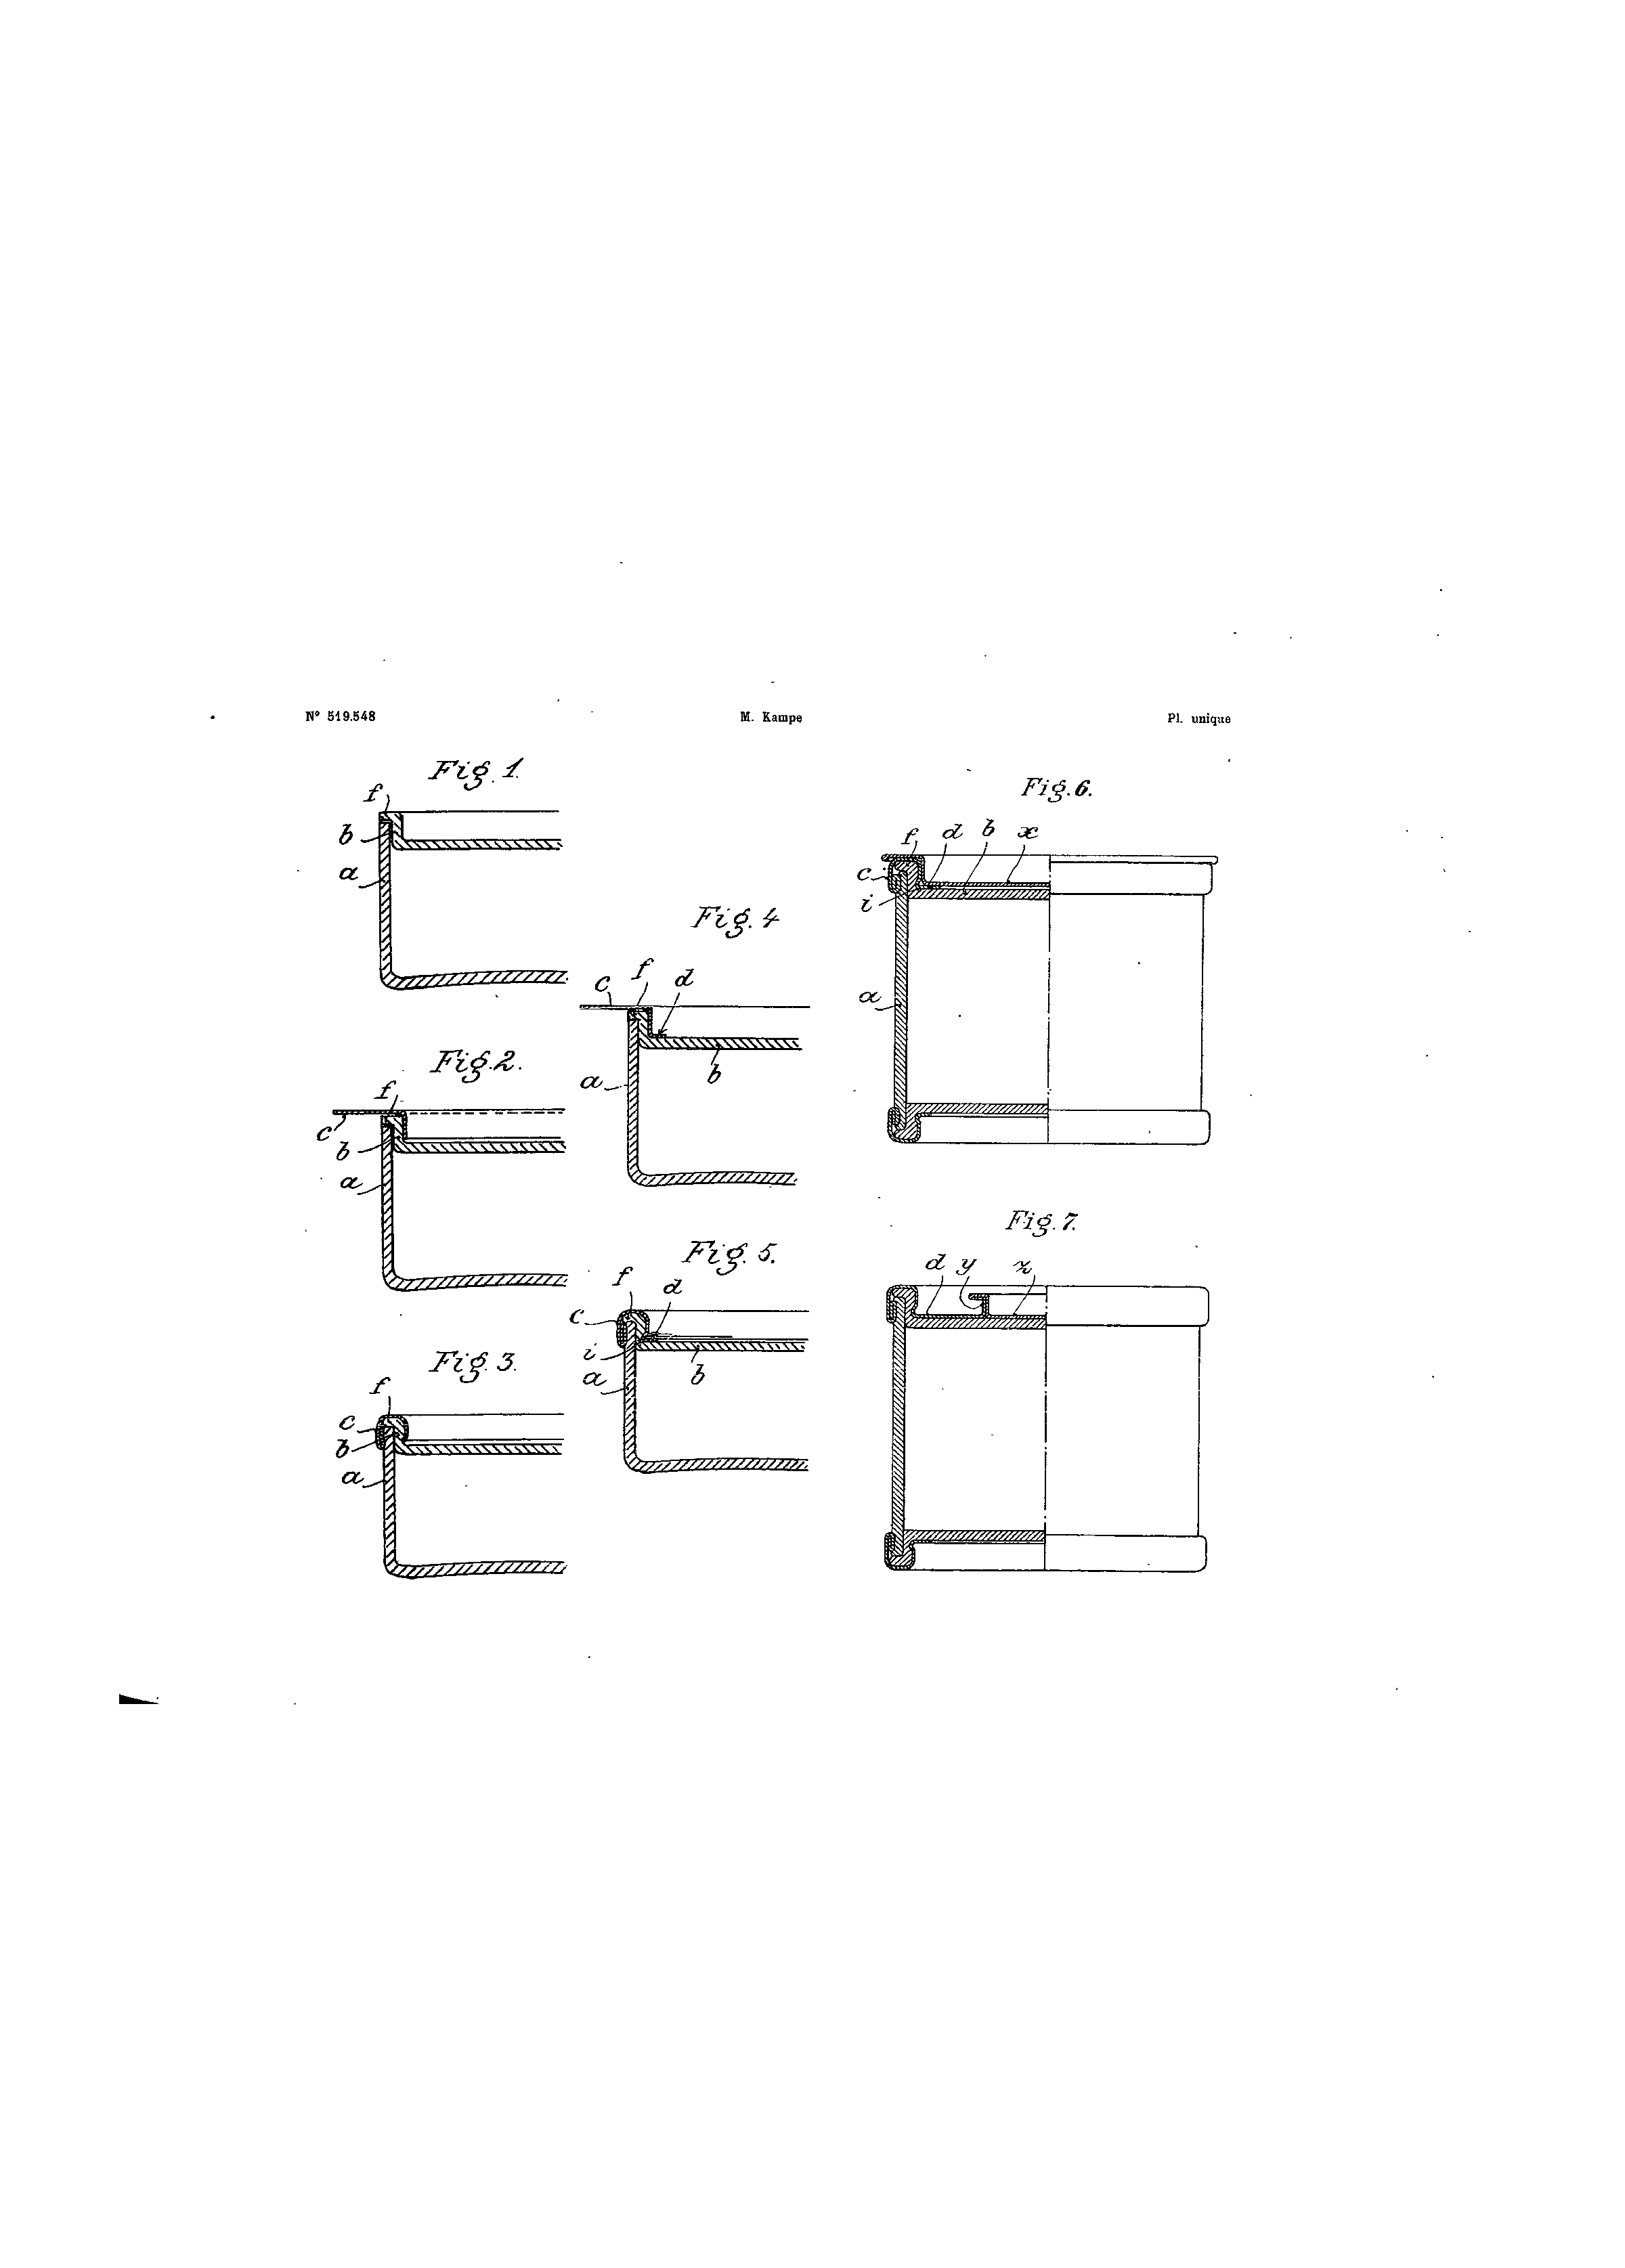 N° 519.548
M. Kampe
Pl. unique
Fig. 1.
f
b
a
Fig. 2.
f
c
b
a
Fig. 3.
f
c
b
a
Fig. 4
c
f
d
a
b
Fig. 5.
f
d
c
i
a
b
Fig. 6.
f
d
b
x
c
i
a
Fig. 7.
d
y
z